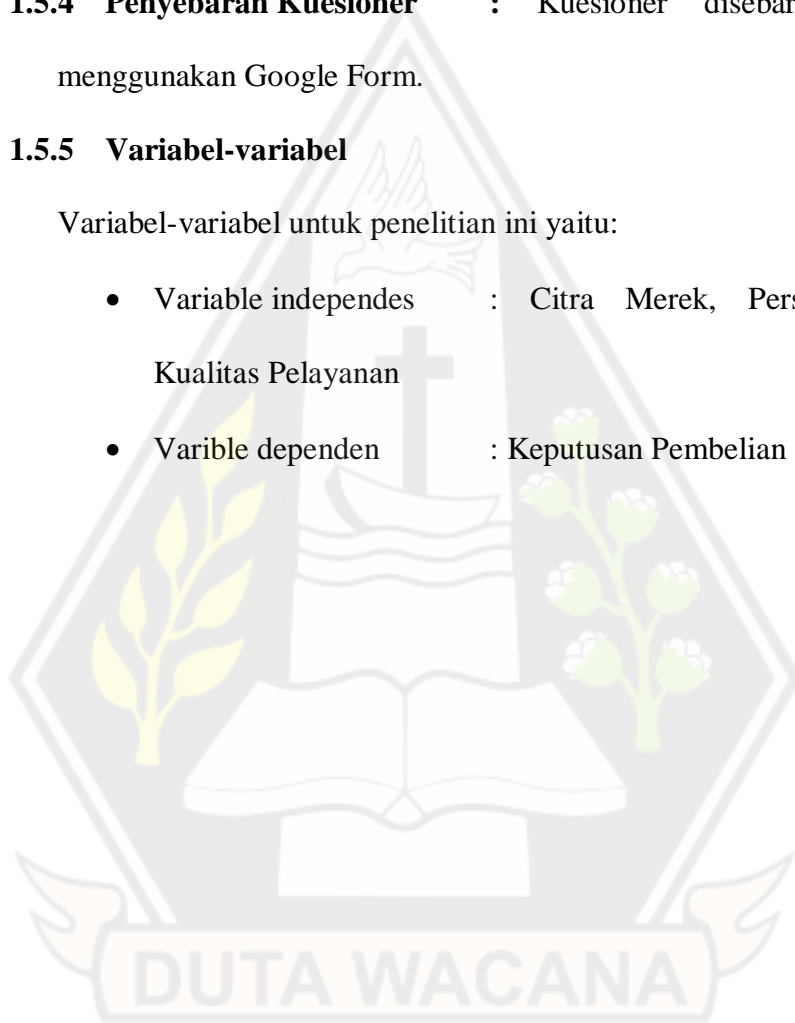 1.5.4 Penyebaran Kuesioner : Kuesioner
menggunakan Google Form.
1.5.5 Variabel-variabel
Variabel-variabel untuk penelitian ini yaitu:
• Variable independes : Citra Merek,
Kualitas Pelayanan
• Varible dependen : Keputusan Pembelian
DUTA WACANA